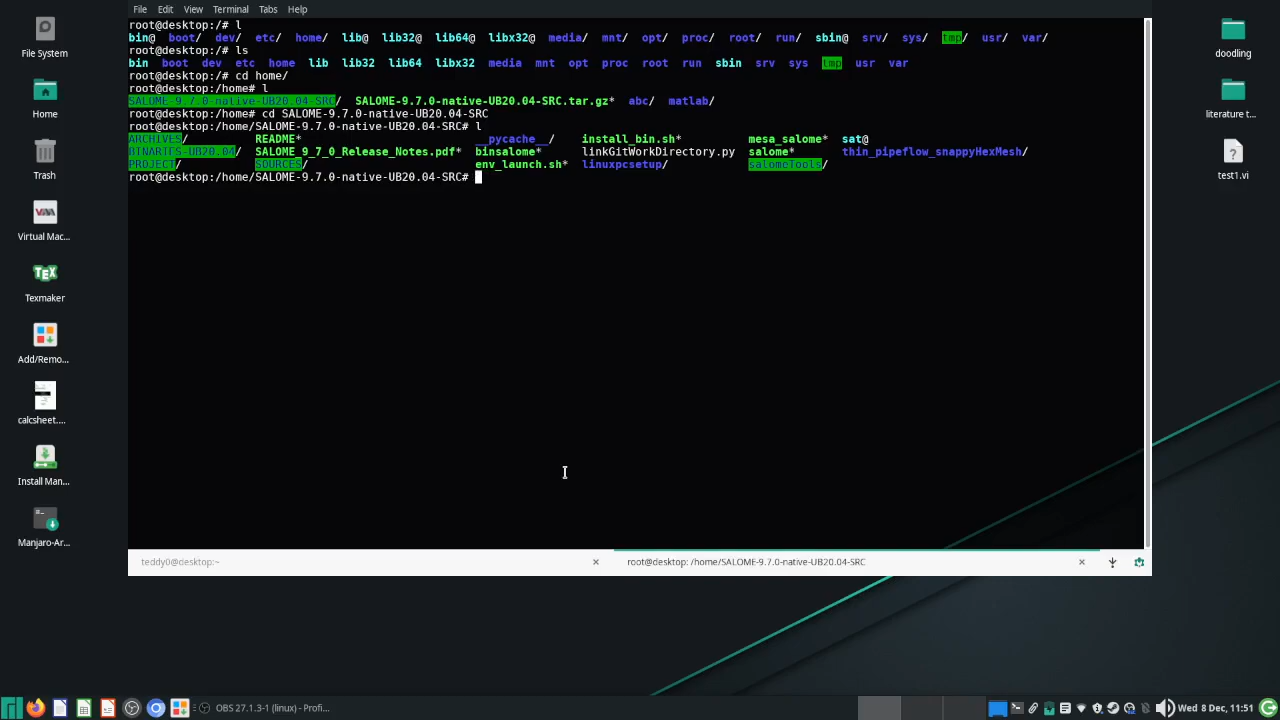 File Edit View Terminal Tabs Help
root@desktop:/# l
bin@ boot/ dev/ etc/ home/ lib@ lib32@ lib64@ libx32@ media/ mnt/ opt/ proc/ root/ run/ sbin@ srv/ sys/ tmp/ usr/ var/
root@desktop:/# ls
bin boot dev etc home lib lib32 lib64 libx32 media mnt opt proc root run sbin srv sys tmp usr var
root@desktop:/# cd home/
root@desktop:/home# l
SALOME-9.7.0-native-UB20.04-SRC/ SALOME-9.7.0-native-UB20.04-SRC.tar.gz* abc/ matlab/
root@desktop:/home# cd SALOME-9.7.0-native-UB20.04-SRC
root@desktop:/home/SALOME-9.7.0-native-UB20.04-SRC# l
ARCHIVES/ README* __pycache__/ install_bin.sh* mesa_salome* sat@
BINARIES-UB20.04/ SALOME_9_7_0_Release_Notes.pdf* binsalome* linkGitWorkDirectory.py salome* thin_pipeflow_snappyHexMesh/
PROJECT/ SOURCES/ env_launch.sh* linuxpcsetup/ salomeTools/
root@desktop:/home/SALOME-9.7.0-native-UB20.04-SRC#
teddy0@desktop:~
root@desktop: /home/SALOME-9.7.0-native-UB20.04-SRC
File System
Home
Trash
Virtual Mac...
Texmaker
Add/Remo...
calcsheet....
Install Man...
Manjaro-Ar...
doodling
literature t...
test1.vi
OBS 27.1.3-1 (linux) - Profi...
Wed 8 Dec, 11:51